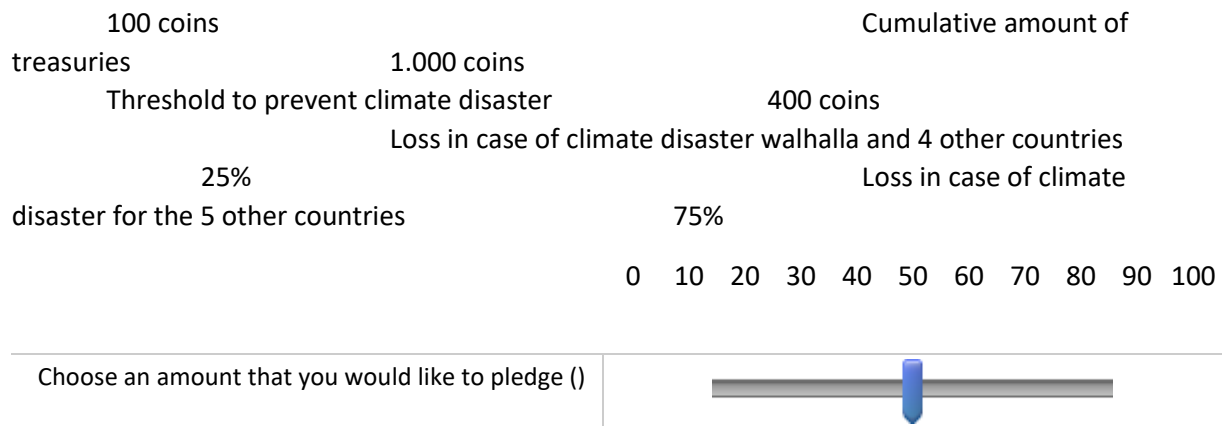 100 coins Cumulative amount of
treasuries 1.000 coins
Threshold to prevent climate disaster 400 coins
Loss in case of climate disaster walhalla and 4 other countries
25% Loss in case of climate
disaster for the 5 other countries 75%
0 10 20 30 40 50 60 70 80 90 100
Choose an amount that you would like to pledge ()